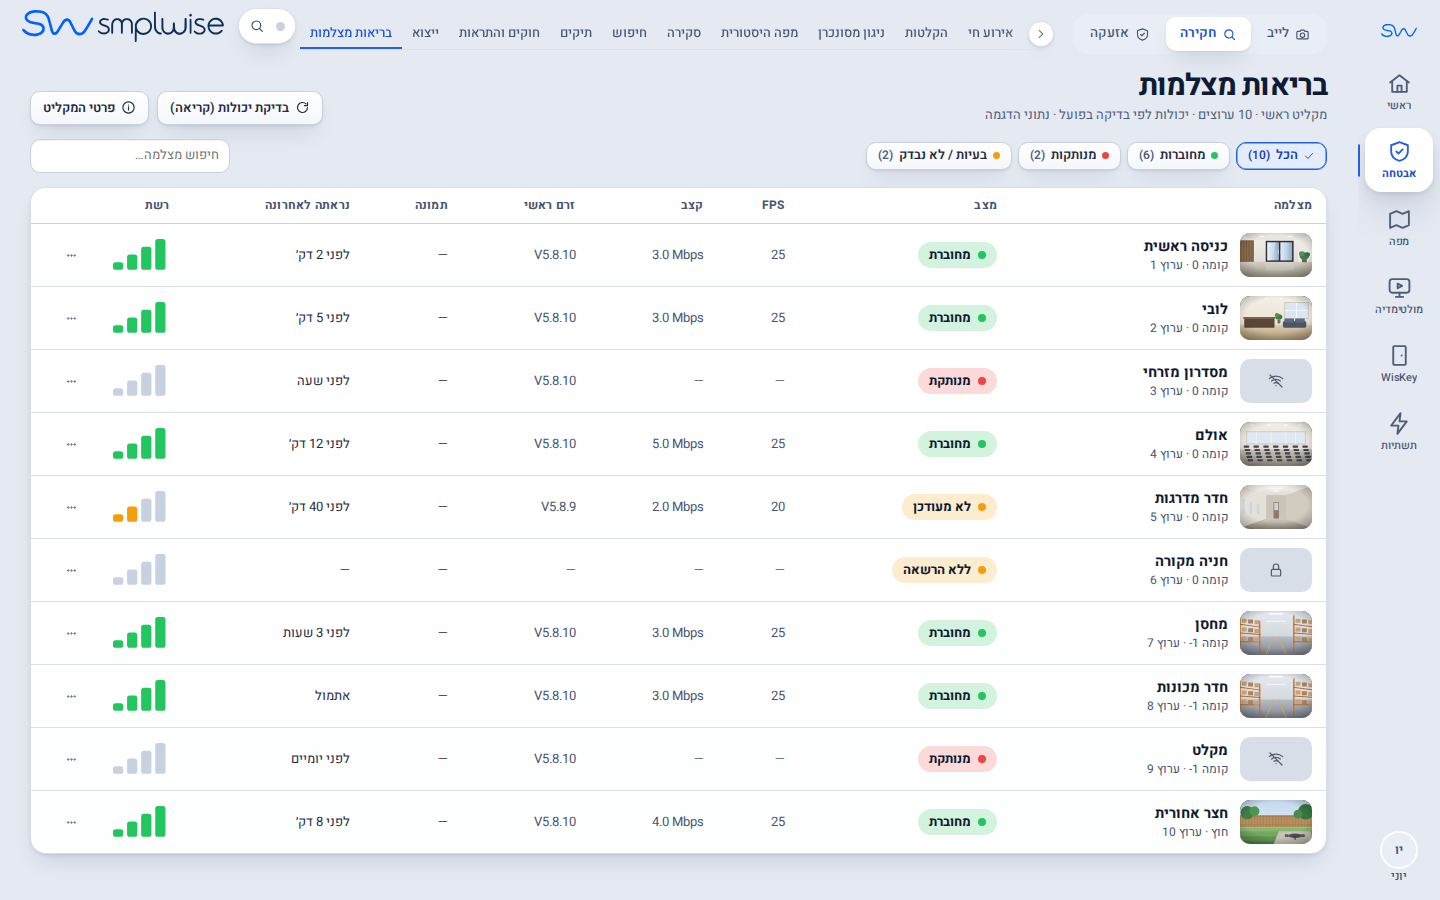 smplwise
לייב
חקירה
אזעקה
אירוע חי
הקלטות
ניגון מסונכרן
מפה היסטורית
סקירה
חיפוש
תיקים
חוקים והתראות
ייצוא
בריאות מצלמות
ראשי
אבטחה
מפה
מולטימדיה
WisKey
תשתיות
יו
יוני
בריאות מצלמות
מקליט ראשי · 10 ערוצים · יכולות לפי בדיקה בפועל · נתוני הדגמה
בדיקת יכולות (קריאה)
פרטי המקליט
הכל (10)
מחוברות (6)
מנותקות (2)
בעיות / לא נבדק (2)
חיפוש מצלמה...
מצלמה מצב FPS קצב זרם ראשי תמונה נראתה לאחרונה רשת
כניסה ראשית
קומה 0 · ערוץ 1
מחוברת 25 3.0 Mbps V5.8.10 — לפני 2 דק׳
לובי
קומה 0 · ערוץ 2
מחוברת 25 3.0 Mbps V5.8.10 — לפני 5 דק׳
מסדרון מזרחי
קומה 0 · ערוץ 3
מנותקת — — V5.8.10 — לפני שעה
אולם
קומה 0 · ערוץ 4
מחוברת 25 5.0 Mbps V5.8.10 — לפני 12 דק׳
חדר מדרגות
קומה 0 · ערוץ 5
לא מעודכן 20 2.0 Mbps V5.8.9 — לפני 40 דק׳
חניה מקורה
קומה 0 · ערוץ 6
ללא הרשאה — — — — —
מחסן
קומה 1- · ערוץ 7
מחוברת 25 3.0 Mbps V5.8.10 — לפני 3 שעות
חדר מכונות
קומה 1- · ערוץ 8
מחוברת 25 3.0 Mbps V5.8.10 — אתמול
מקלט
קומה 1- · ערוץ 9
מנותקת — — V5.8.10 — לפני יומיים
חצר אחורית
חוץ · ערוץ 10
מחוברת 25 4.0 Mbps V5.8.10 — לפני 8 דק׳